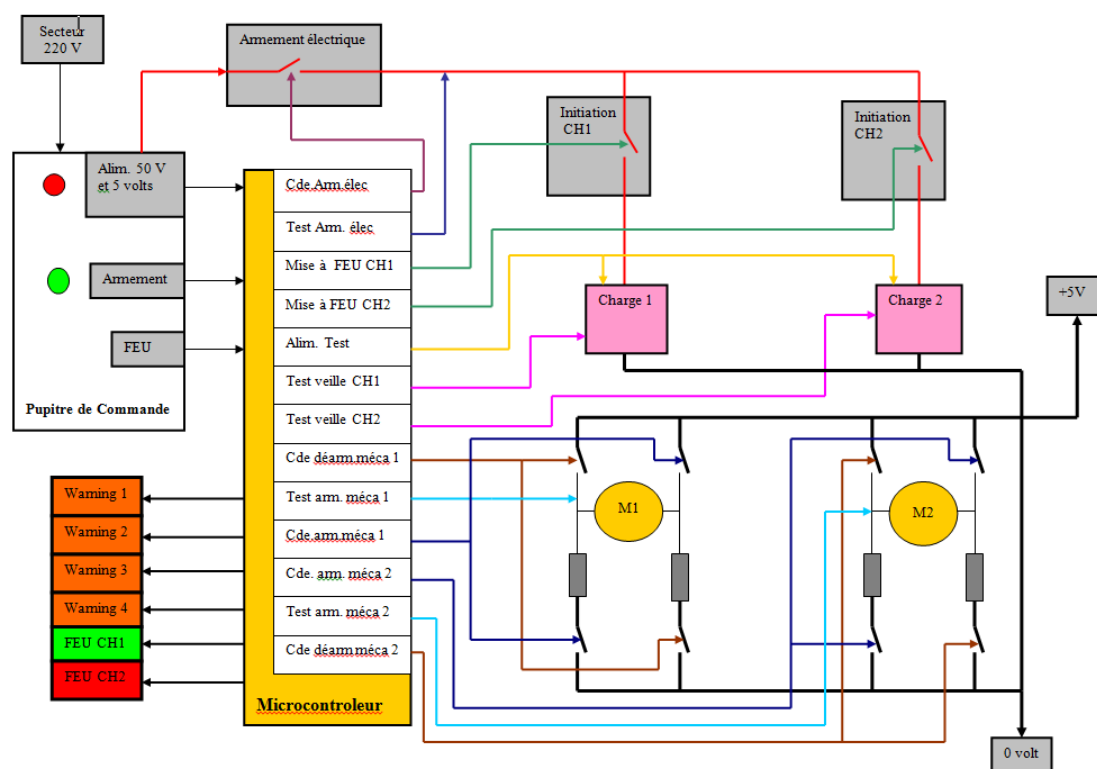 Secteur
220 V
Armement électrique
Initiation
CH1
Initiation
CH2
Alim. 50 V
et 5 volts
Armement
FEU
Pupitre de Commande
Cde.Arm.élec
Test Arm. élec
Mise à FEU CH1
Mise à FEU CH2
Alim. Test
Test veille CH1
Test veille CH2
Cde déarm.méca 1
Test arm. méca 1
Cde.arm.méca 1
Cde. arm. méca 2
Test arm. méca 2
Cde déarm.méca 2
Microcontroleur
Charge 1
Charge 2
+5V
M1
M2
0 volt
Warning 1
Warning 2
Warning 3
Warning 4
FEU CH1
FEU CH2